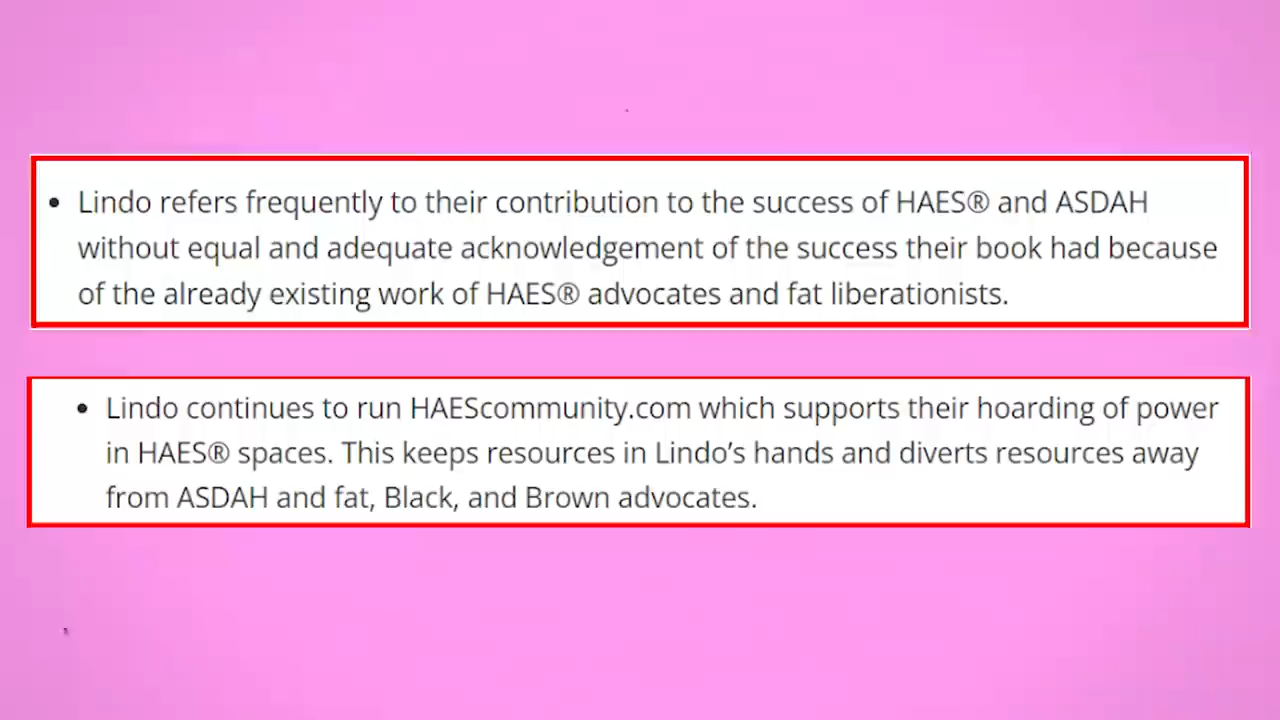 • Lindo refers frequently to their contribution to the success of HAES® and ASDAH
without equal and adequate acknowledgement of the success their book had because
of the already existing work of HAES® advocates and fat liberationists.
• Lindo continues to run HAEScommunity.com which supports their hoarding of power
in HAES® spaces. This keeps resources in Lindo’s hands and diverts resources away
from ASDAH and fat, Black, and Brown advocates.